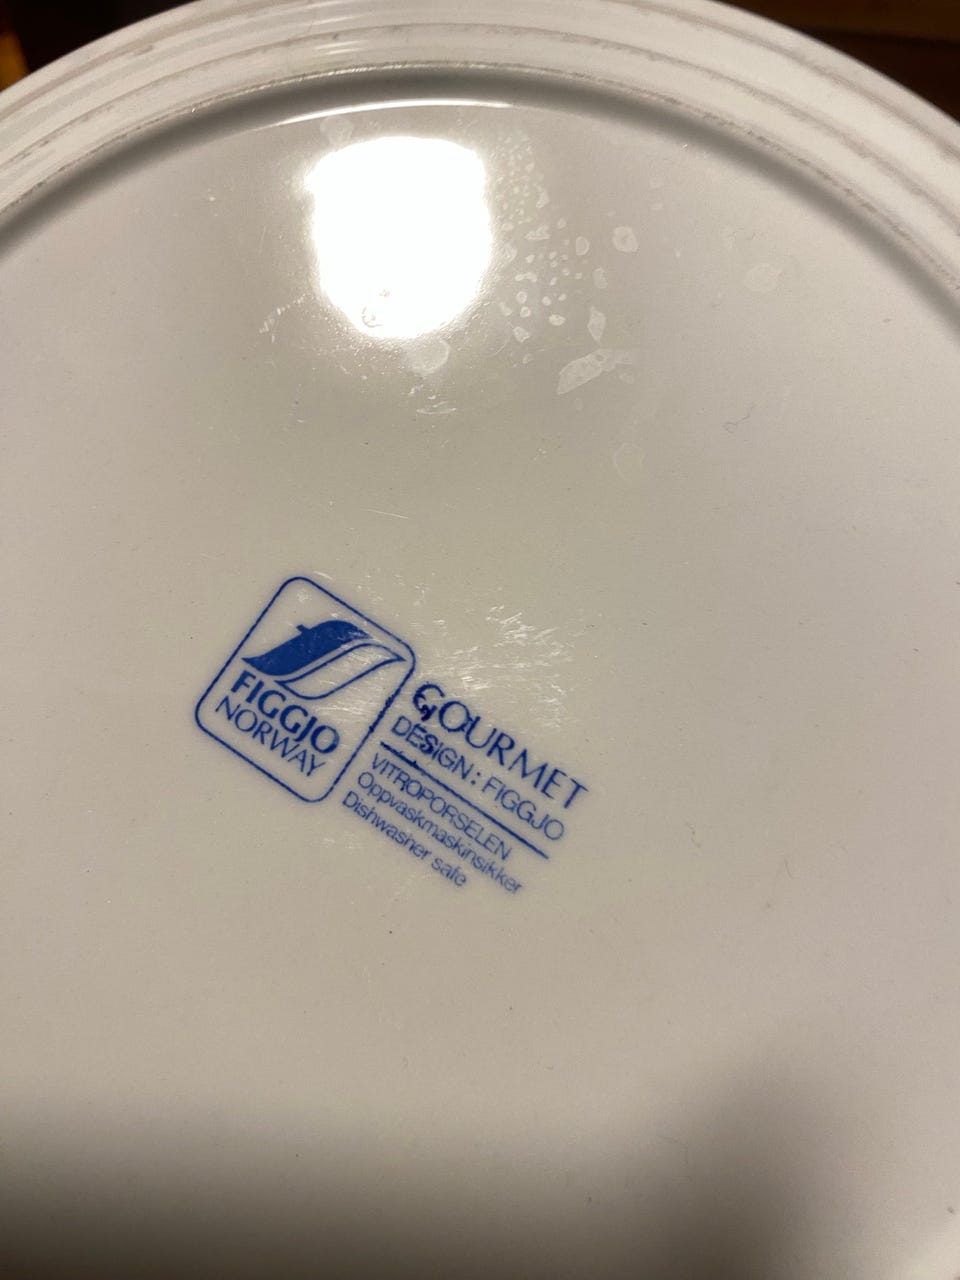 FIGGJO
NORWAY
GOURMET
DESIGN: FIGGJO
VITROPORSELEN
Oppvaskmaskinsikker
Dishwasher safe